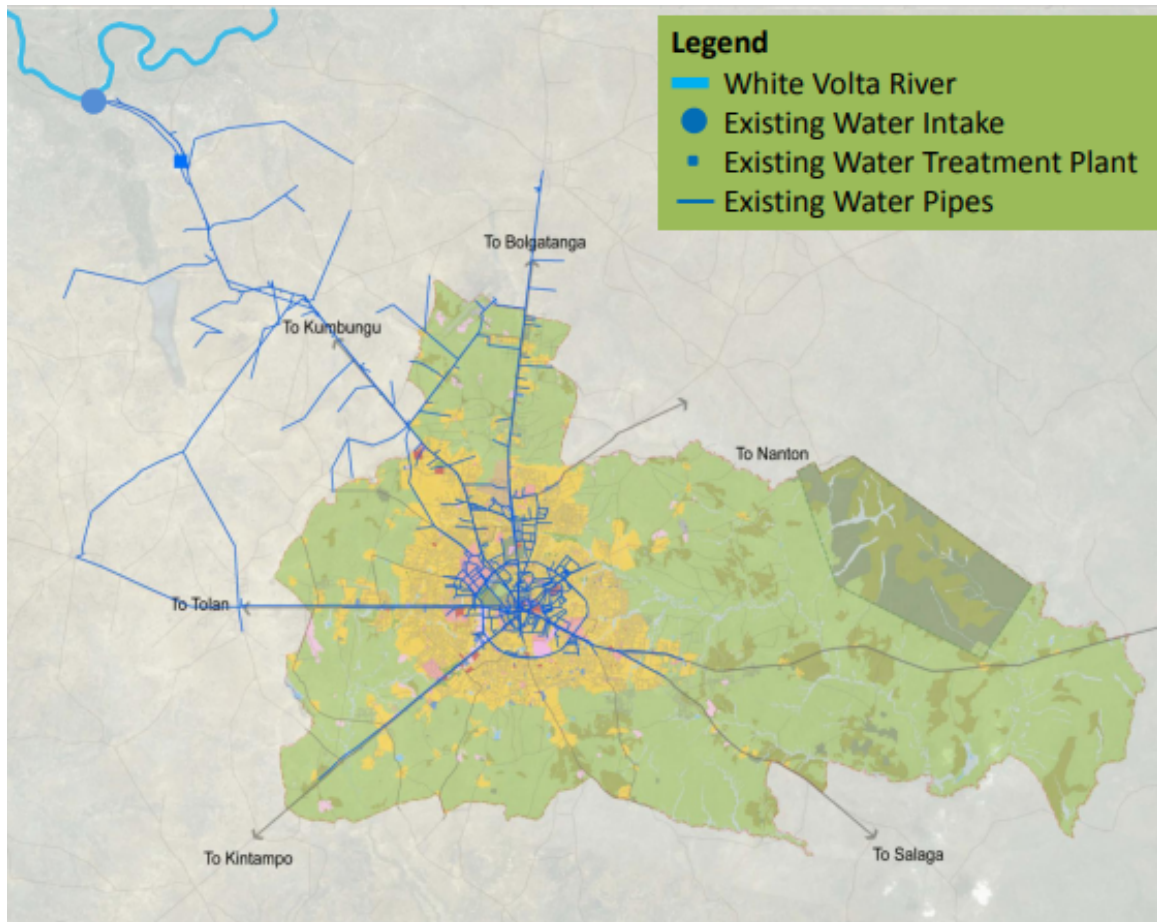 Legend
White Volta River
Existing Water Intake
Existing Water Treatment Plant
Existing Water Pipes
To Bolgatanga
To Kumbungu
To Nanton
To Tolan
To Kintampo
To Salaga